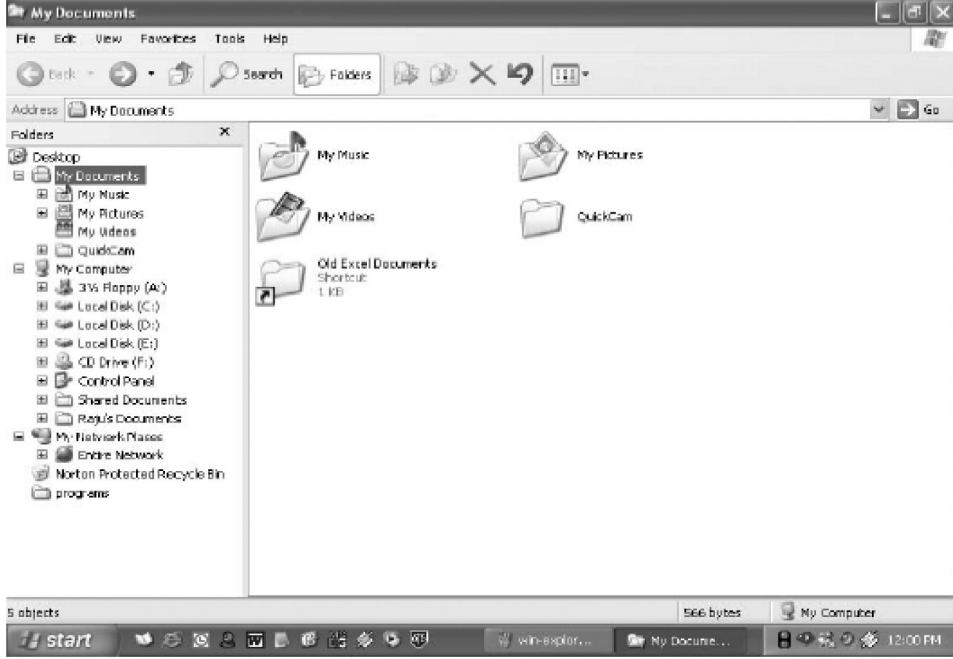 My Documents
File Edit View Favorites Tools Help
Back Search Folders
Address My Documents Go
Folders
Desktop
My Documents
My Music
My Pictures
My Videos
QuickCam
My Computer
3½ Floppy (A:)
Local Disk (C:)
Local Disk (D:)
Local Disk (E:)
CD Drive (F:)
Control Panel
Shared Documents
Raju's Documents
My Network Places
Entire Network
Norton Protected Recycle Bin
programs
My Music
My Pictures
My Videos
QuickCam
Old Excel Documents
Shortcut
1 KB
5 objects 566 bytes My Computer
start win-explor... My Docume... 12:00 PM